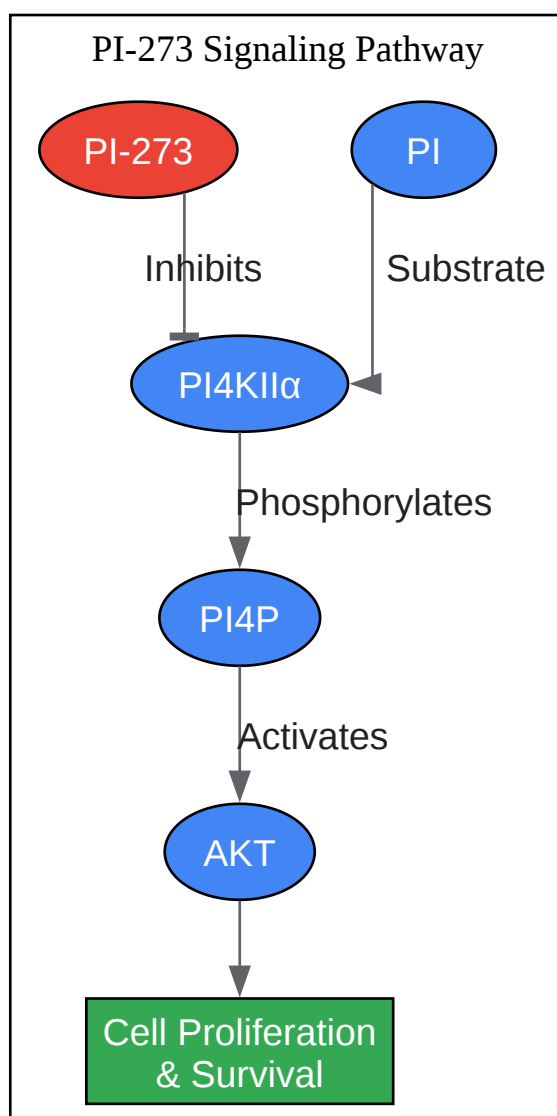 PI-273 Signaling Pathway
PI-273
PI
Inhibits
Substrate
PI4KIIα
Phosphorylates
PI4P
Activates
AKT
Cell Proliferation
& Survival